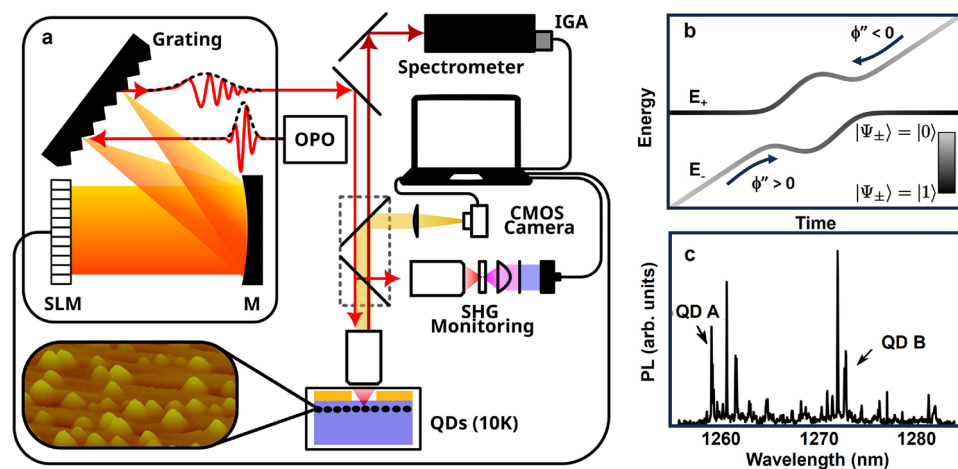 a
Grating
OPO
SLM
M
IGA
Spectrometer
CMOS
Camera
SHG
Monitoring
QDs (10K)
b
ϕ″ < 0
E₊
Energy
|Ψ±⟩ = |0⟩
E₋
ϕ″ > 0
|Ψ±⟩ = |1⟩
Time
c
QD A
QD B
PL (arb. units)
1260
1270
1280
Wavelength (nm)